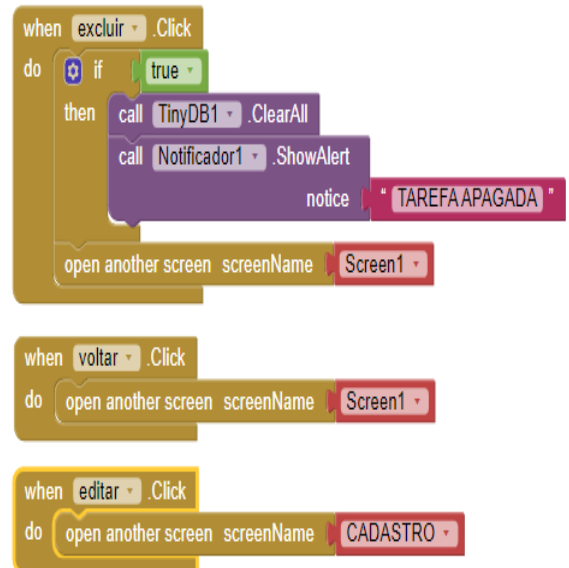 when excluir .Click
do if true
then call TinyDB1 .ClearAll
call Notificador1 .ShowAlert
notice " TAREFA APAGADA "
open another screen screenName Screen1
when voltar .Click
do open another screen screenName Screen1
when editar .Click
do open another screen screenName CADASTRO